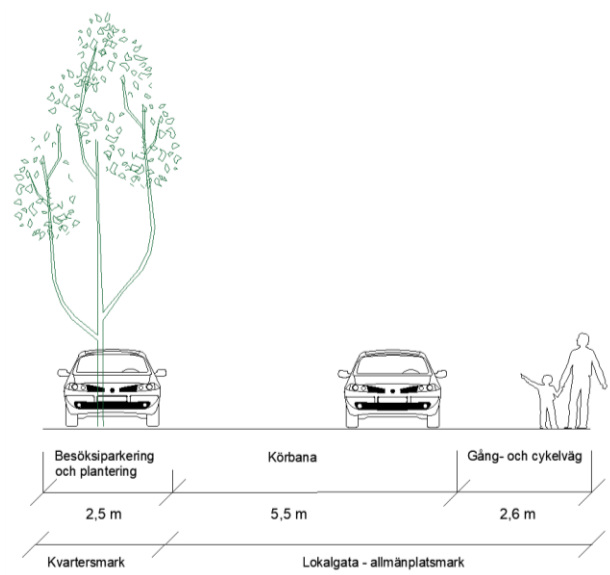 Besöksiparkering
och plantering
Körbana
Gång- och cykelväg
2,5 m
5,5 m
2,6 m
Kvartersmark
Lokalgata - allmänplatsmark